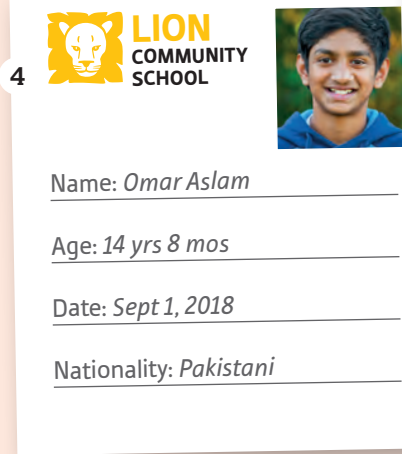 LION
COMMUNITY
SCHOOL
4
Name: Omar Aslam
Age: 14 yrs 8 mos
Date: Sept 1, 2018
Nationality: Pakistani